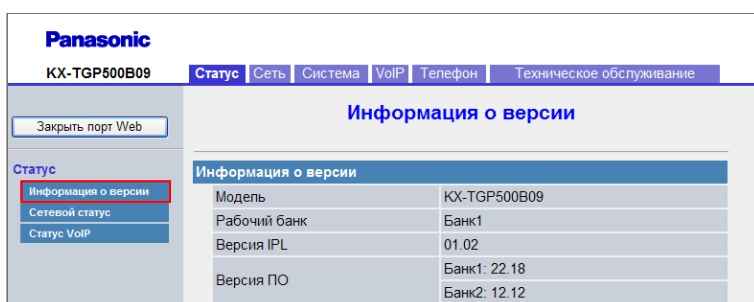 Panasonic
KX-TGP500B09
Статус Сеть Система VoIP Телефон Техническое обслуживание
Закрыть порт Web
Информация о версии
Статус
Информация о версии
Сетевой статус
Статус VoIP
Информация о версии
Модель KX-TGP500B09
Рабочий банк Банк1
Версия IPL 01.02
Версия ПО Банк1: 22.18
Банк2: 12.12